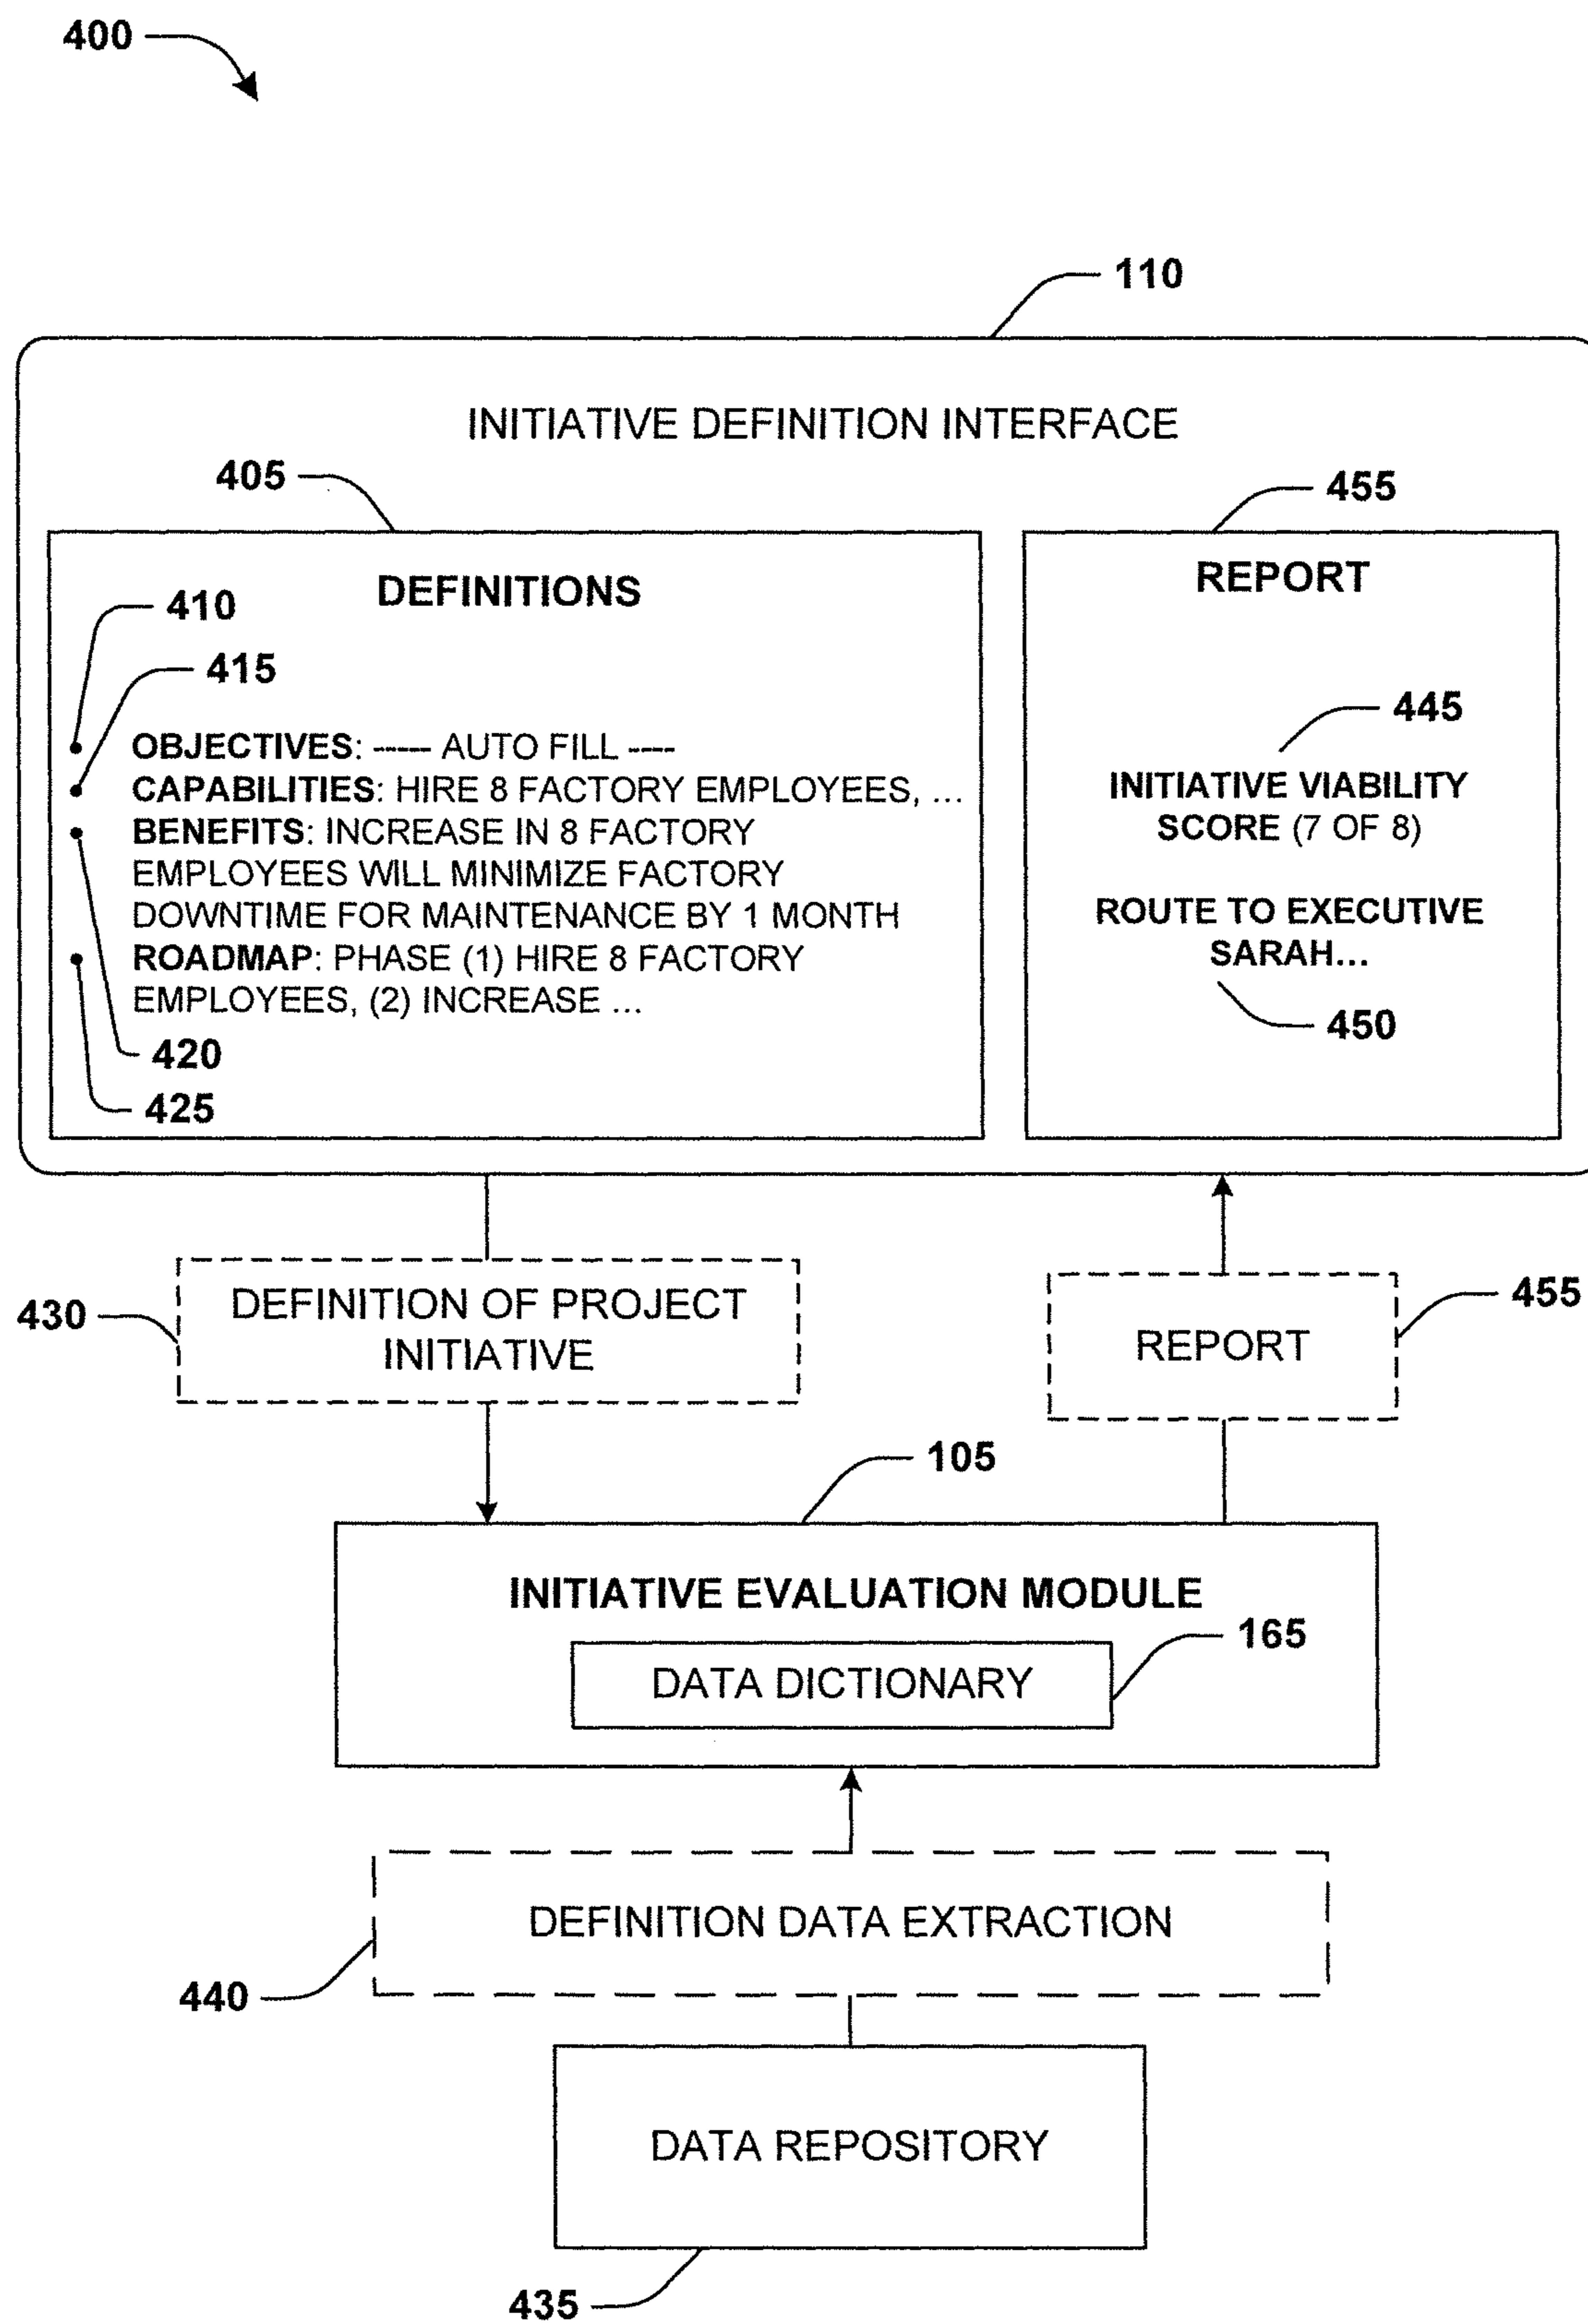 400
110
INITIATIVE DEFINITION INTERFACE
405
455
DEFINITIONS
REPORT
410
415
445
OBJECTIVES: ----- AUTO FILL ----
CAPABILITIES: HIRE 8 FACTORY EMPLOYEES, ...
BENEFITS: INCREASE IN 8 FACTORY
EMPLOYEES WILL MINIMIZE FACTORY
DOWNTIME FOR MAINTENANCE BY 1 MONTH
ROADMAP: PHASE (1) HIRE 8 FACTORY
EMPLOYEES, (2) INCREASE ...
INITIATIVE VIABILITY
SCORE (7 OF 8)
ROUTE TO EXECUTIVE
SARAH...
450
420
425
430
DEFINITION OF PROJECT
INITIATIVE
REPORT
455
105
INITIATIVE EVALUATION MODULE
165
DATA DICTIONARY
DEFINITION DATA EXTRACTION
440
DATA REPOSITORY
435